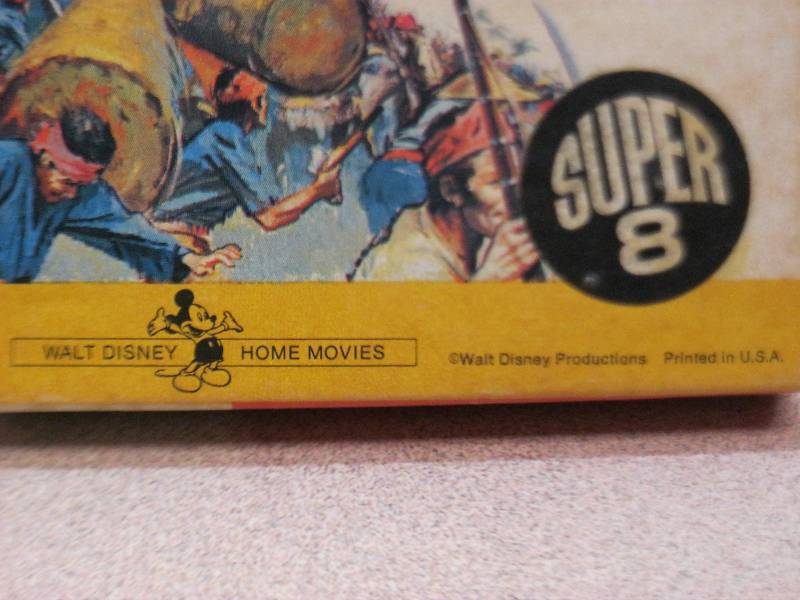 SUPER
8
WALT DISNEY HOME MOVIES
©Walt Disney Productions Printed in U.S.A.